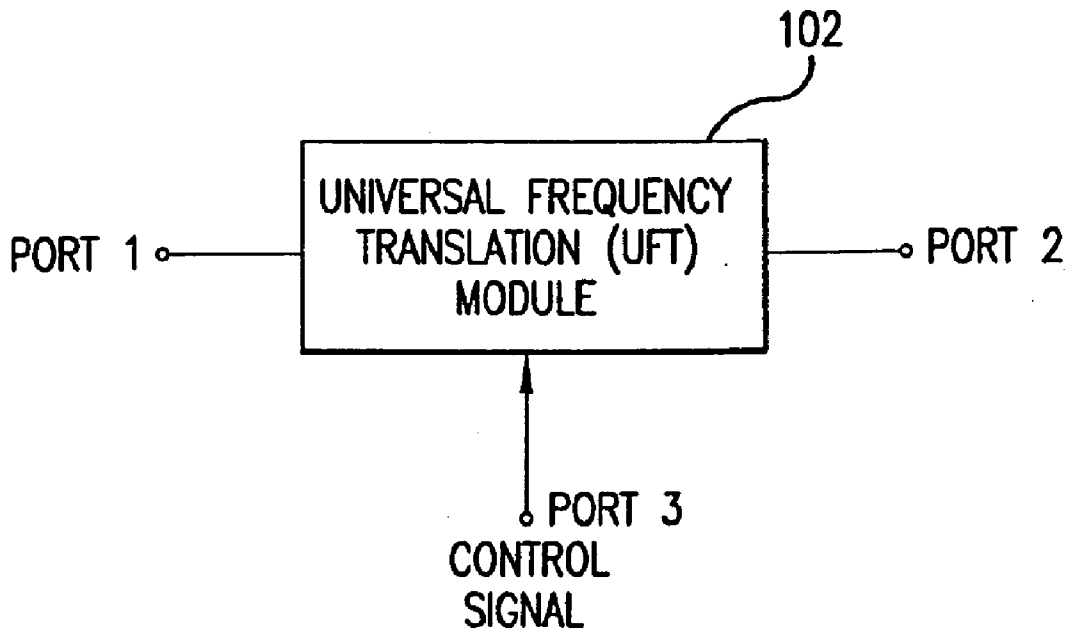 102
UNIVERSAL FREQUENCY
TRANSLATION (UFT)
MODULE
PORT 1
PORT 2
PORT 3
CONTROL
SIGNAL